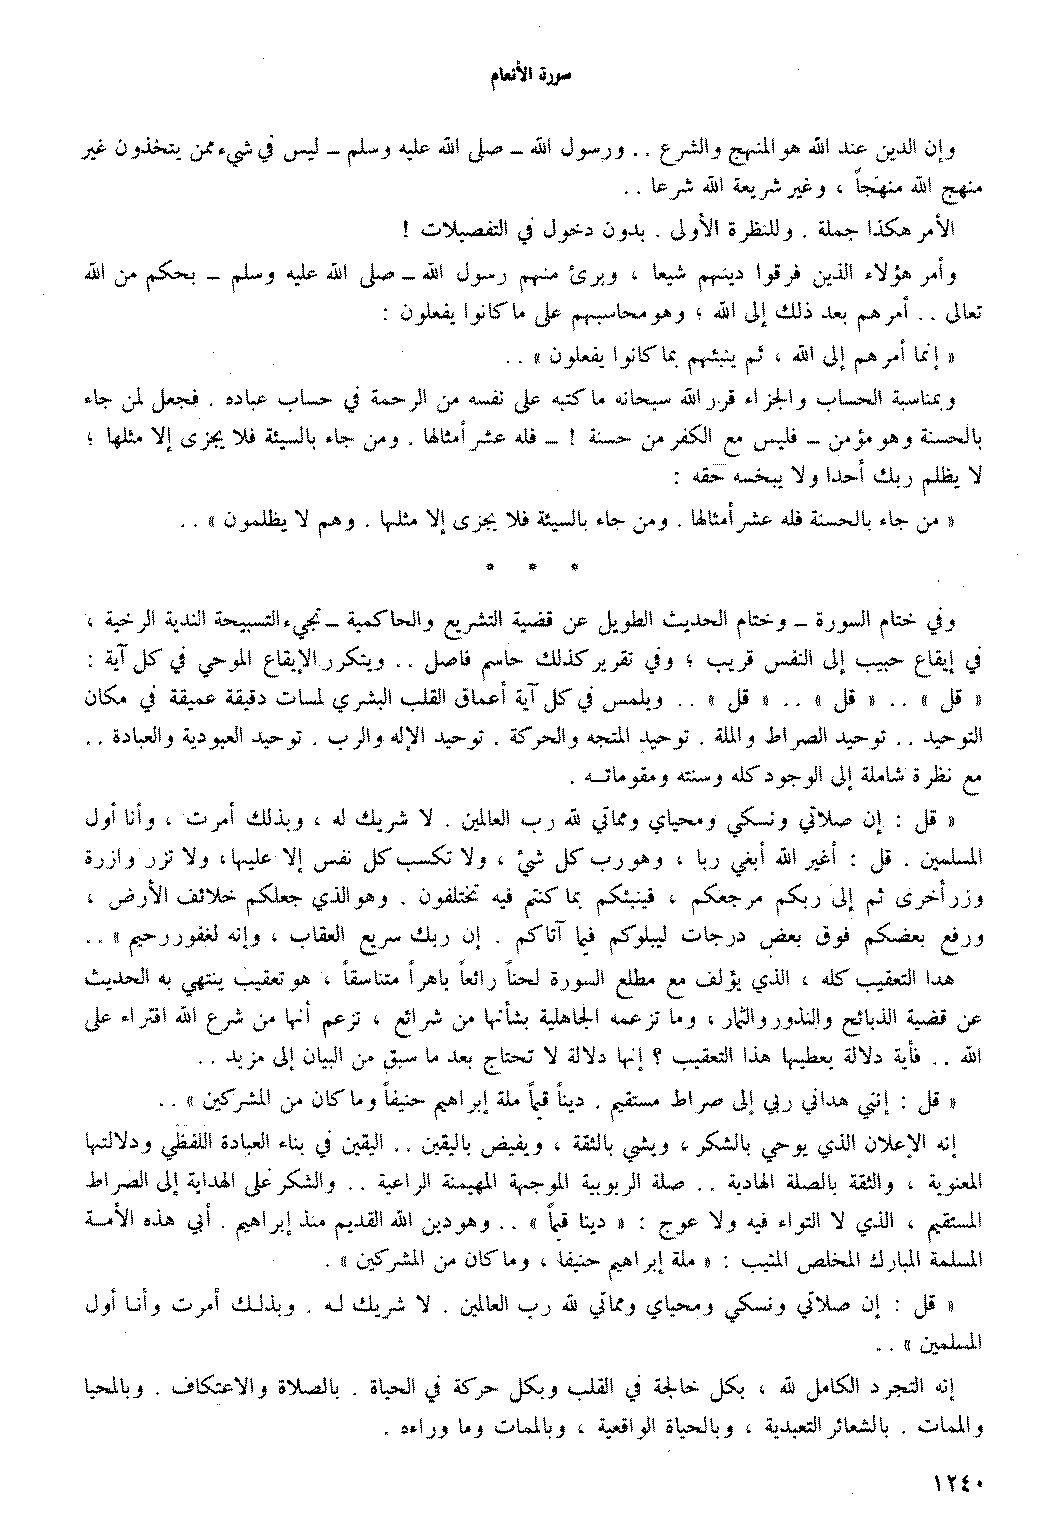 سورة الأنعام
وإن الدين عند الله هو المنهج والشرع .. ورسول الله – صلى الله عليه وسلم – ليس في شيء ممن يتخذون غير
منهج الله منهجاً ، وغير شريعة الله شرعا ..
الأمر هكذا جملة . وللنظرة الأولى . بدون دخول في التفصيلات !
وأمر هؤلاء الذين فرقوا دينهم شيعا ، وبرئ منهم رسول الله – صلى الله عليه وسلم – بحكم من الله
تعالى .. أمرهم بعد ذلك إلى الله ؛ وهو محاسبهم على ما كانوا يفعلون :
« إنما أمرهم إلى الله ، ثم ينبئهم بما كانوا يفعلون » ..
وبمناسبة الحساب والجزاء قرر الله سبحانه ما كتبه على نفسه من الرحمة في حساب عباده . فجعل لمن جاء
بالحسنة وهو مؤمن – فليس مع الكفر من حسنة ! – فله عشر أمثالها . ومن جاء بالسيئة فلا يجزى إلا مثلها ؛
لا يظلم ربك أحدا ولا يبخسه حقه :
« من جاء بالحسنة فله عشر أمثالها . ومن جاء بالسيئة فلا يجزى إلا مثلها . وهم لا يظلمون » ..
* * *
وفي ختام السورة – وختام الحديث الطويل عن قضية التشريع والحاكمية – تجيء التسبيحة الندية الرخية ،
في إيقاع حبيب إلى النفس قريب ؛ وفي تقرير كذلك حاسم فاصل .. ويتكرر الإيقاع الموحي في كل آية :
« قل » .. « قل » .. « قل » .. ويلمس في كل آية أعماق القلب البشري لمسات دقيقة عميقة في مكان
التوحيد .. توحيد الصراط والملة . توحيد المتجه والحركة . توحيد الإله والرب . توحيد العبودية والعبادة ..
مع نظرة شاملة إلى الوجود كله وسنته ومقوماته .
« قل : إن صلاتي ونسكي ومحياي ومماتي لله رب العالمين . لا شريك له ، وبذلك أمرت ، وأنا أول
المسلمين . قل : أغير الله أبغي ربا ، وهو رب كل شئ ، ولا تكسب كل نفس إلا عليها، ولا تزر وازرة
وزر أخرى ثم إلى ربكم مرجعكم ، فينبئكم بما كنتم فيه تختلفون . وهو الذي جعلكم خلائف الأرض ،
ورفع بعضكم فوق بعض درجات ليبلوكم فيما آتاكم . إن ربك سريع العقاب ، وإنه لغفور رحيم » ..
هذا التعقيب كله ، الذي يؤلف مع مطلع السورة لحناً رائعاً باهراً متناسقاً ، هو تعقيب ينتهي به الحديث
عن قضية الذبائح والنذور والثمار ، وما تزعمه الجاهلية بشأنها من شرائع ، تزعم أنها من شرع الله افتراء على
الله .. فأية دلالة يعطيها هذا التعقيب ؟ إنها دلالة لا تحتاج بعد ما سبق من البيان إلى مزيد ..
« قل : إنني هداني ربي إلى صراط مستقيم . ديناً قيماً ملة إبراهيم حنيفاً وما كان من المشركين » ..
إنه الإعلان الذي يوحي بالشكر ، ويشي بالثقة ، ويفيض باليقين .. اليقين في بناء العبادة اللفظي ودلالتها
المعنوية ، والثقة بالصلة الهادية .. صلة الربوبية الموجهة المهيمنة الراعية .. والشكر على الهداية إلى الصراط
المستقيم ، الذي لا التواء فيه ولا عوج : « دينا قيماً » .. وهو دين الله القديم منذ إبراهيم . أبي هذه الأمة
المسلمة المبارك المخلص المنيب : « ملة إبراهيم حنيفا ، وما كان من المشركين » .
« قل : إن صلاتي ونسكي ومحياي ومماتي لله رب العالمين . لا شريك له . وبذلك أمرت وأنا أول
المسلمين » ..
إنه التجرد الكامل لله ، بكل خالجة في القلب وبكل حركة في الحياة . بالصلاة والاعتكاف . وبالمحيا
والممات . بالشعائر التعبدية ، وبالحياة الواقعية ، وبالممات وما وراءه .
١٢٤٠